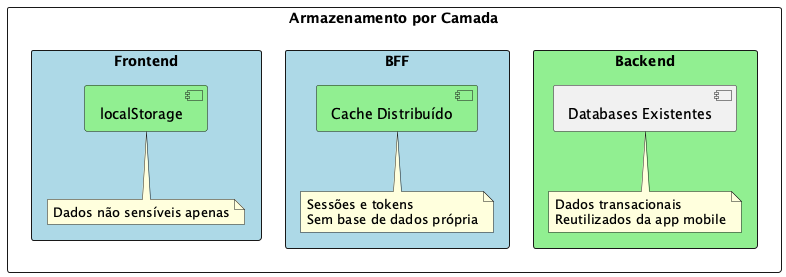 Armazenamento por Camada
Frontend
localStorage
Dados não sensíveis apenas
BFF
Cache Distribuído
Sessões e tokens
Sem base de dados própria
Backend
Databases Existentes
Dados transacionais
Reutilizados da app mobile